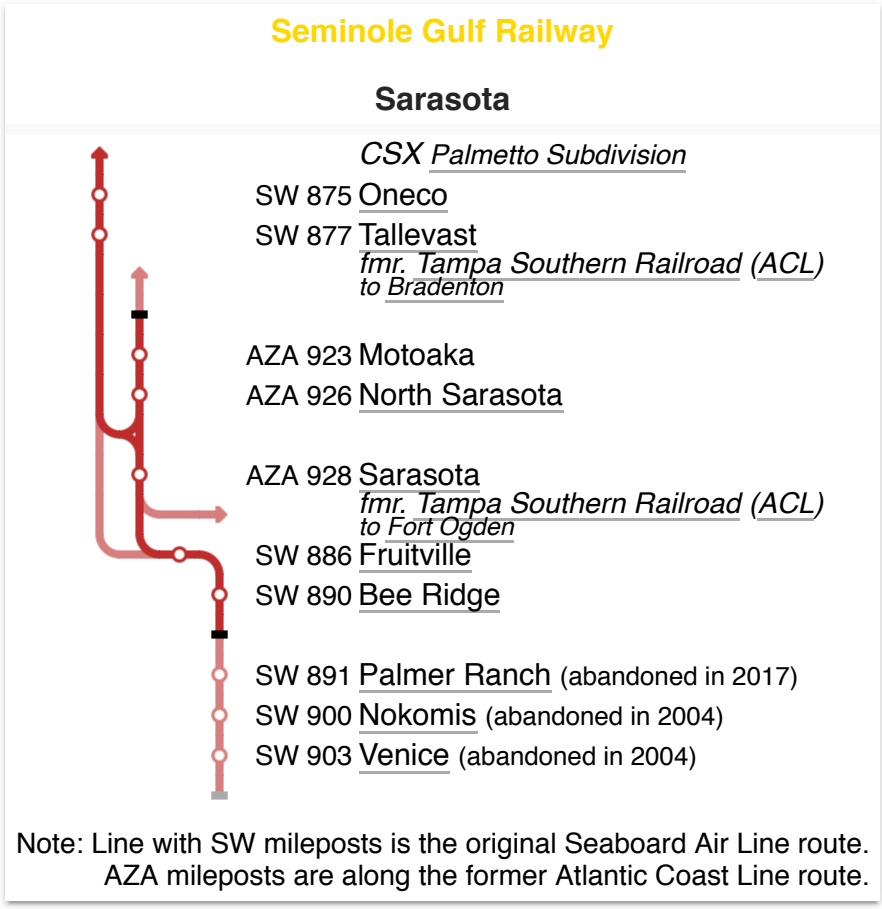 Seminole Gulf Railway
Sarasota
CSX Palmetto Subdivision
SW 875 Oneco
SW 877 Tallevast
fmr. Tampa Southern Railroad (ACL)
to Bradenton
AZA 923 Motoaka
AZA 926 North Sarasota
AZA 928 Sarasota
fmr. Tampa Southern Railroad (ACL)
to Fort Ogden
SW 886 Fruitville
SW 890 Bee Ridge
SW 891 Palmer Ranch (abandoned in 2017)
SW 900 Nokomis (abandoned in 2004)
SW 903 Venice (abandoned in 2004)
Note: Line with SW mileposts is the original Seaboard Air Line route.
AZA mileposts are along the former Atlantic Coast Line route.